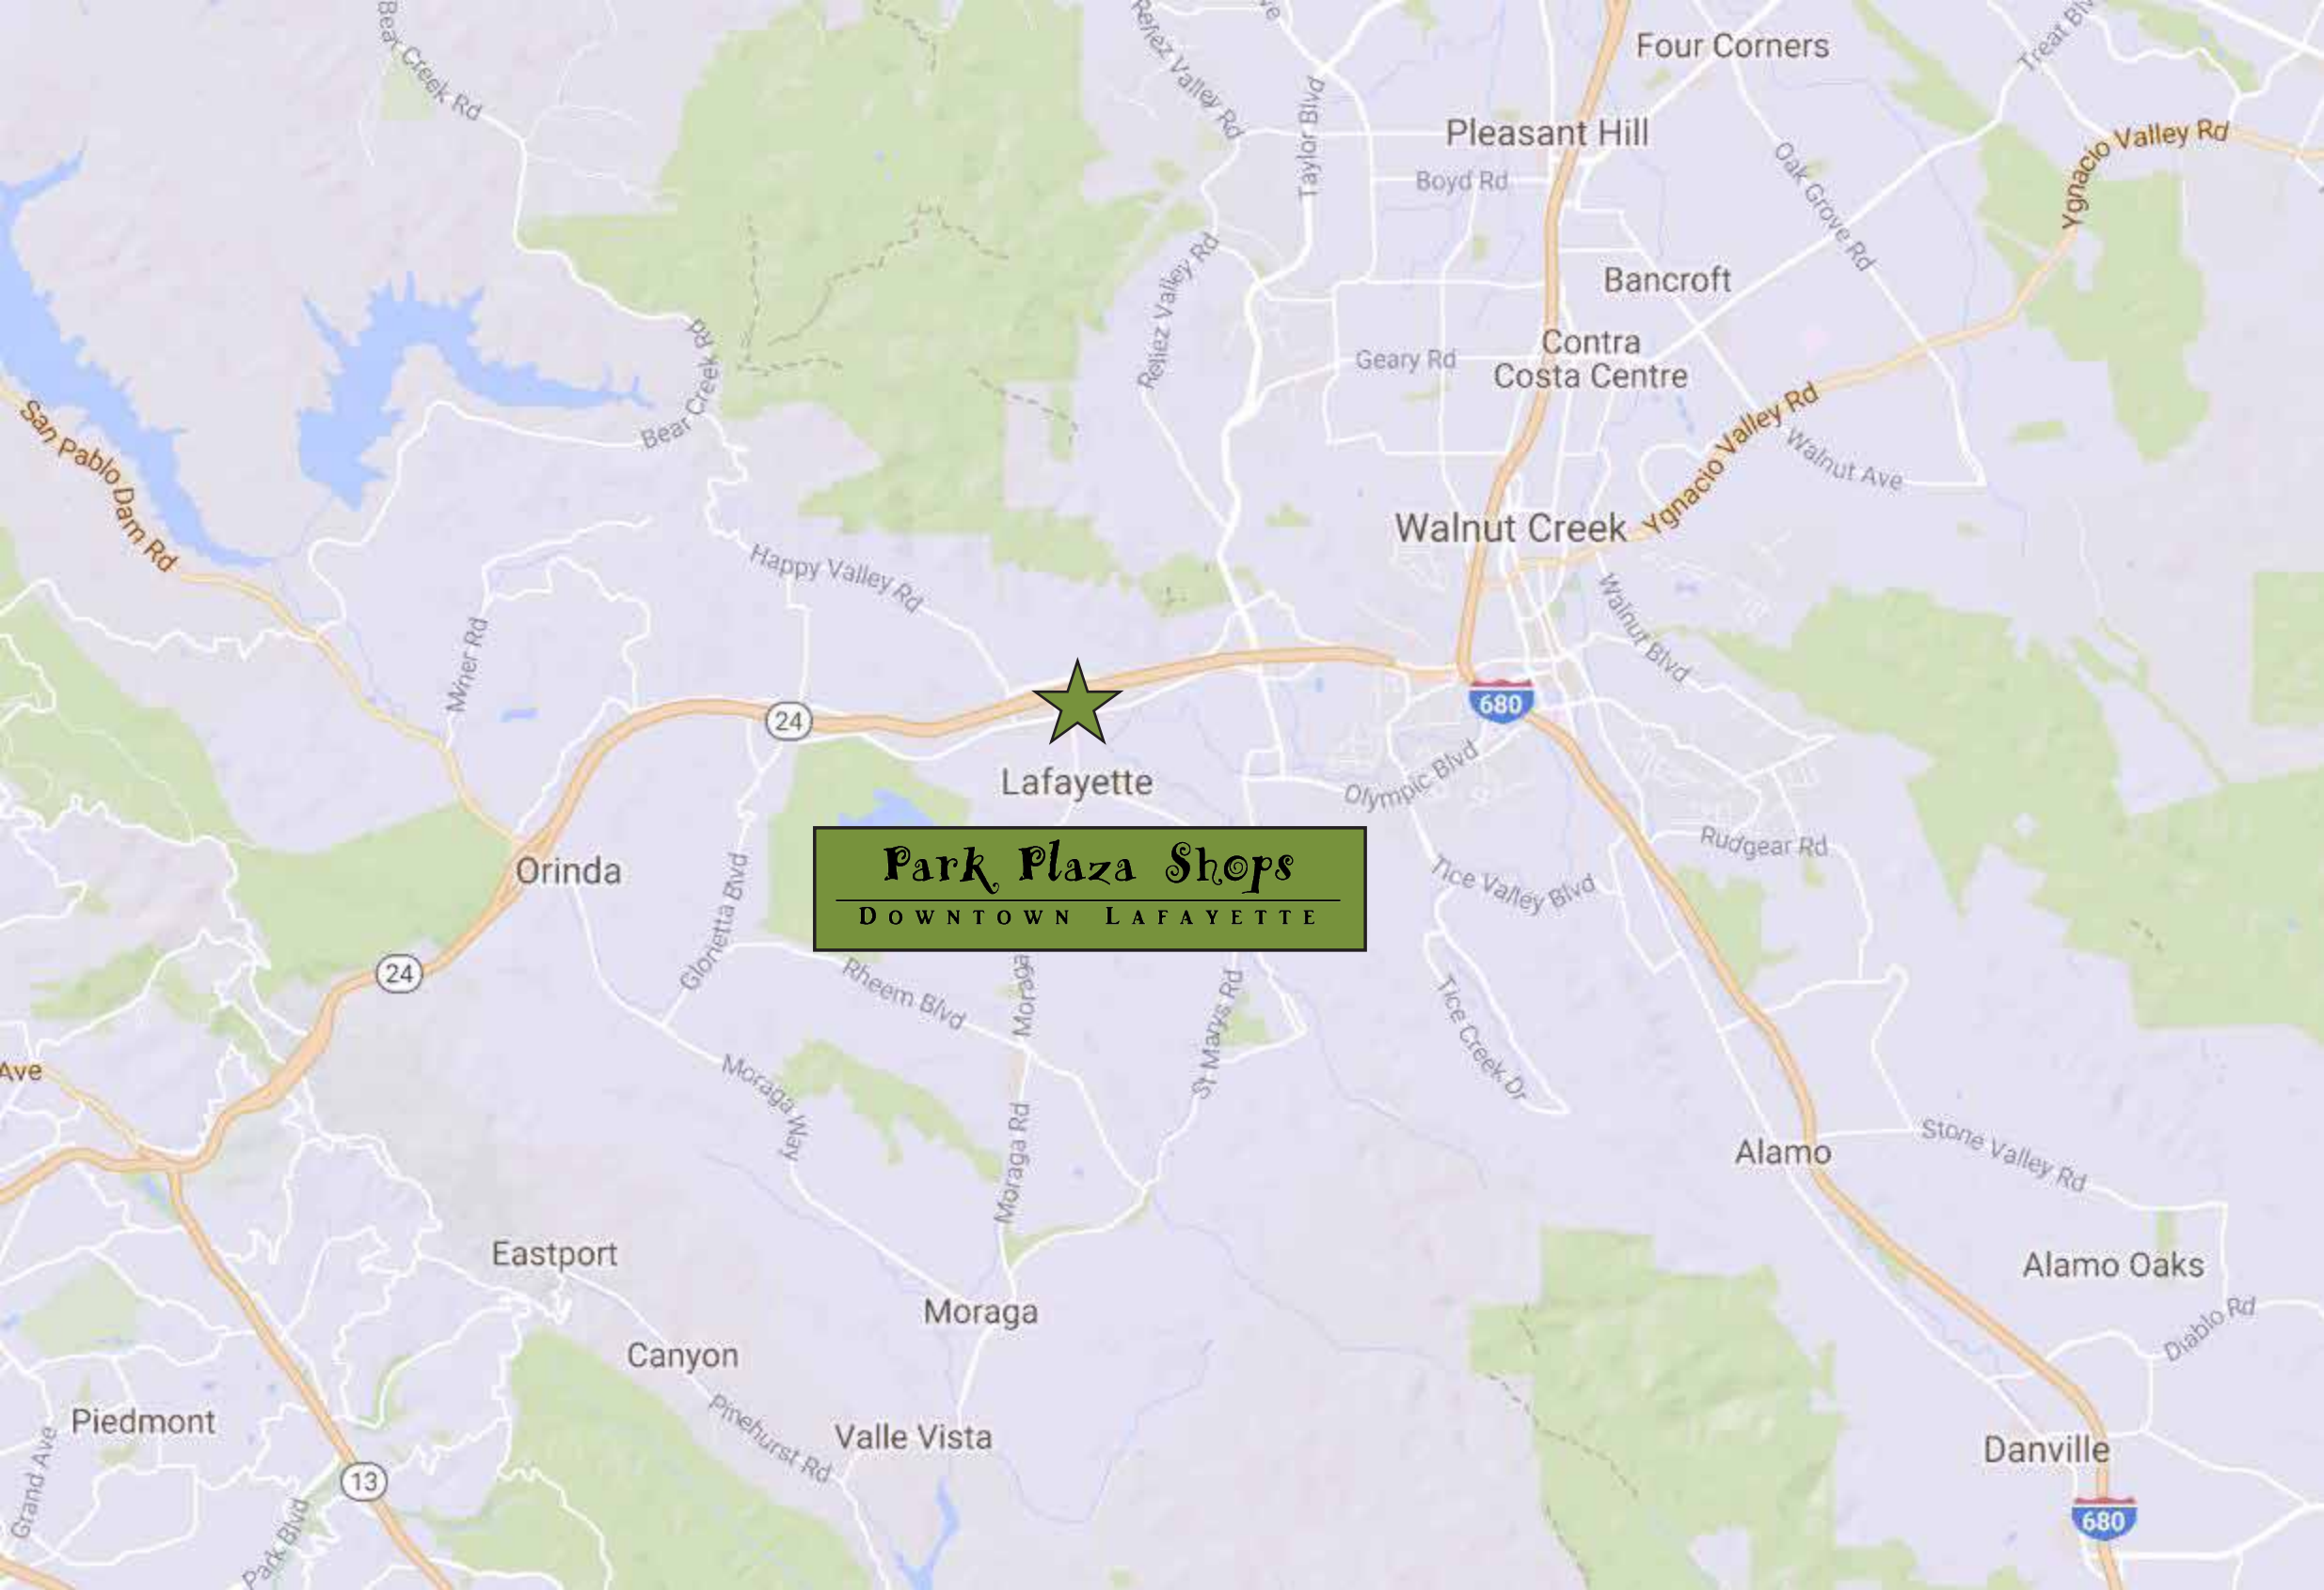 Bear Creek Rd
Reliez Valley Rd
Taylor Blvd
Four Corners
Treat Blv
Pleasant Hill
Ygnacio Valley Rd
Boyd Rd
Oak Grove Rd
Reliez Valley Rd
Bancroft
Contra
Costa Centre
Geary Rd
Bear Creek Rd
San Pablo Dam Rd
Ygnacio Valley Rd
Walnut Ave
Walnut Creek
Happy Valley Rd
Walnut Blvd
Miner Rd
24
680
Lafayette
Olympic Blvd
Park Plaza Shops
Downtown Lafayette
Rudgear Rd
Orinda
Glorietta Blvd
Tice Valley Blvd
24
Rheem Blvd
Moraga
St Marys Rd
Tice Creek Dr
Ave
Moraga Way
Moraga Rd
Alamo
Stone Valley Rd
Eastport
Alamo Oaks
Moraga
Diablo Rd
Canyon
Piedmont
Pinehurst Rd
Valle Vista
Danville
Grand Ave
13
Park Blvd
680